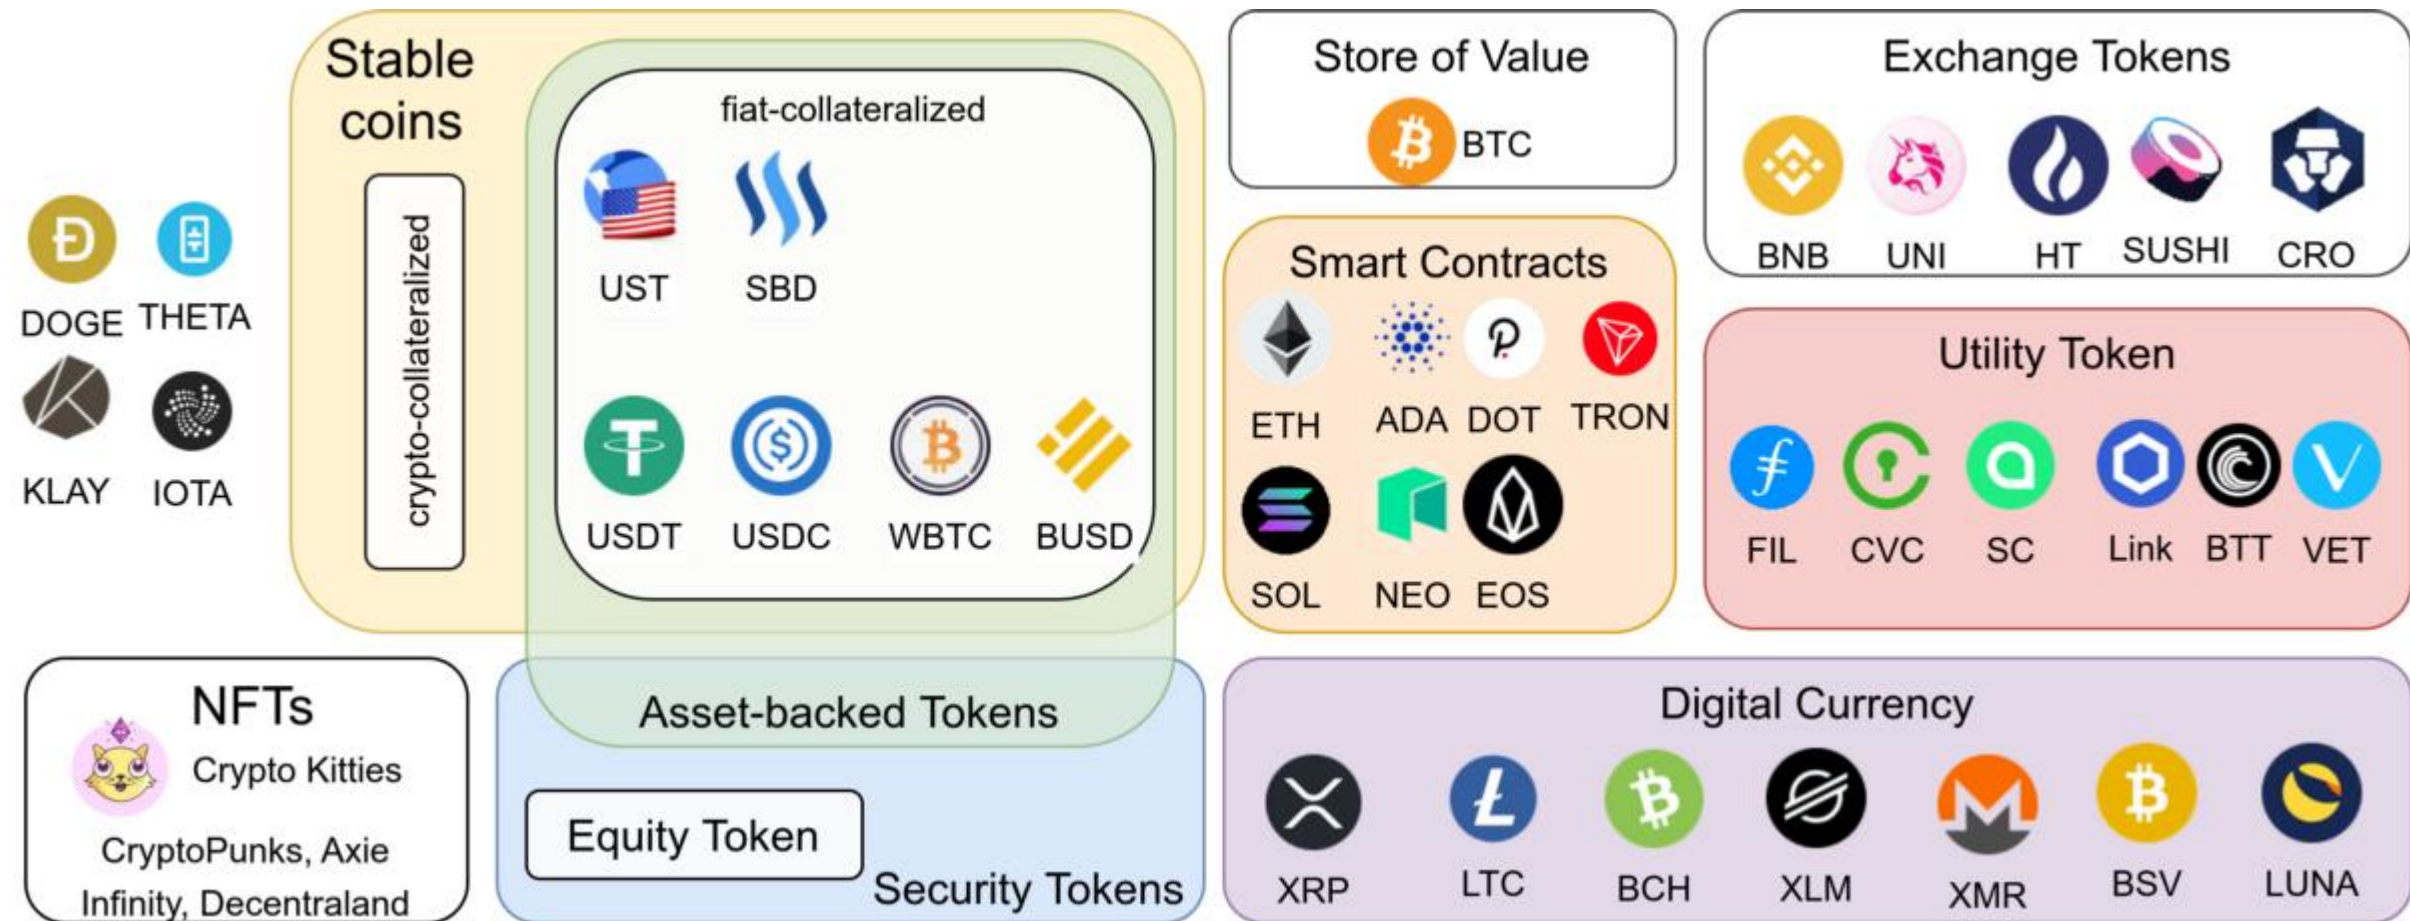 Stable
coins
fiat-collateralized
crypto-collateralized
UST SBD
USDT USDC WBTC BUSD
DOGE THETA
KLAY IOTA
Store of Value
BTC
Exchange Tokens
BNB UNI HT SUSHI CRO
Smart Contracts
ETH ADA DOT TRON
SOL NEO EOS
Utility Token
FIL CVC SC Link BTT VET
NFTs
Crypto Kitties
CryptoPunks, Axie
Infinity, Decentraland
Asset-backed Tokens
Equity Token
Security Tokens
Digital Currency
XRP LTC BCH XLM XMR BSV LUNA